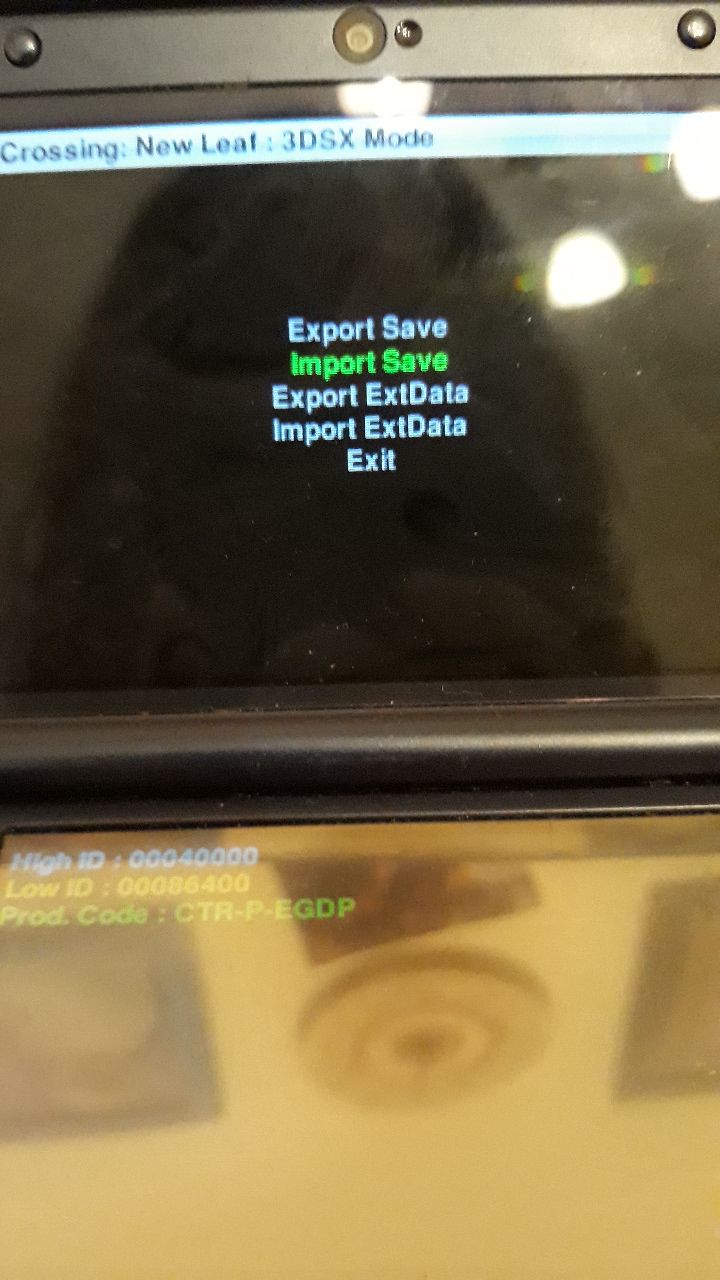 Crossing: New Leaf : 3DSX Mode
Export Save
Import Save
Export ExtData
Import ExtData
Exit
High ID : 00040000
Low ID : 00086400
Prod. Code : CTR-P-EGDP